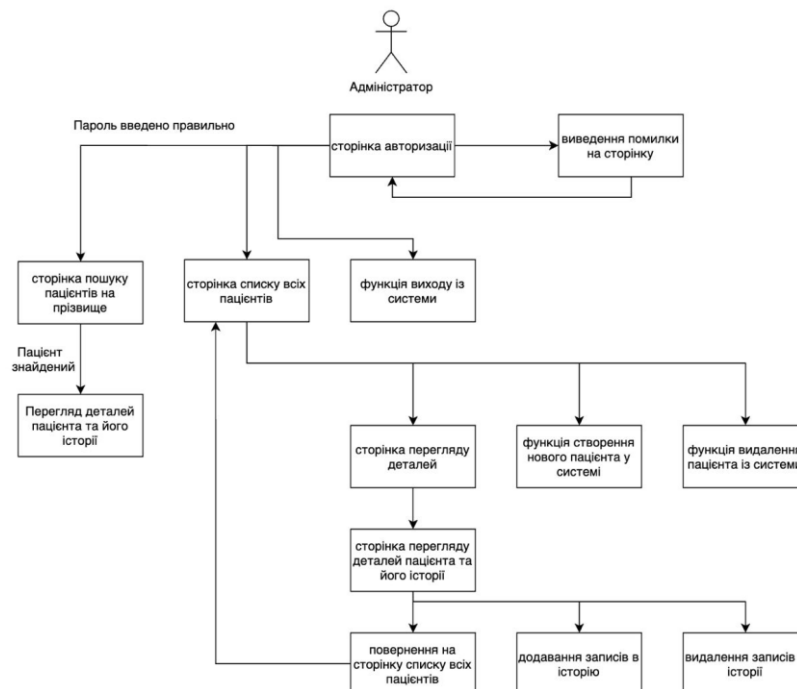 Адміністратор
Пароль введено правильно
сторінка авторизації
виведення помилки
на сторінку
сторінка пошуку
пацієнтів на
прізвище
сторінка списку всіх
пацієнтів
функція виходу із
системи
Пацієнт
знайдений
Перегляд деталей
пацієнта та його
історії
сторінка перегляду
деталей
функція створення
нового пацієнта у
системі
функція видалення
пацієнта із системи
сторінка перегляду
деталей пацієнта та
його історії
повернення на
сторінку списку всіх
пацієнтів
додавання записів в
історію
видалення записів з
історії